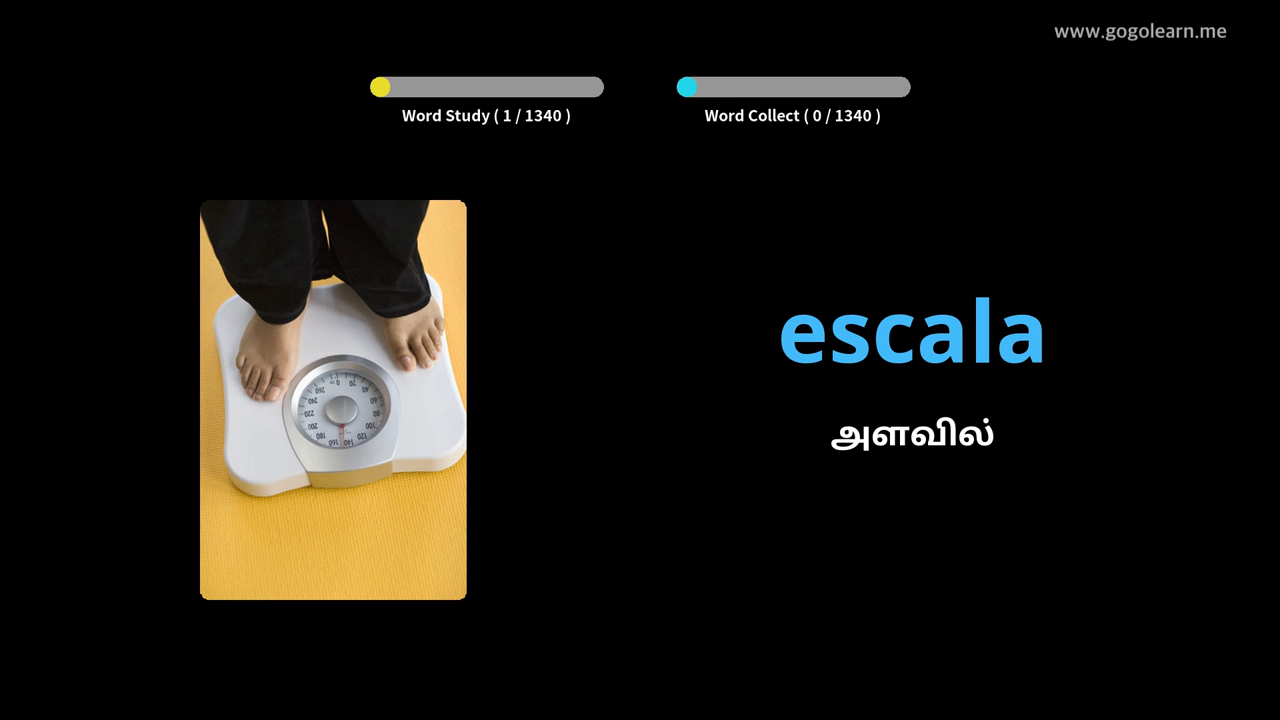 www.gogolearn.me
Word Study ( 1 / 1340 )
Word Collect ( 0 / 1340 )
escala
அளவில்